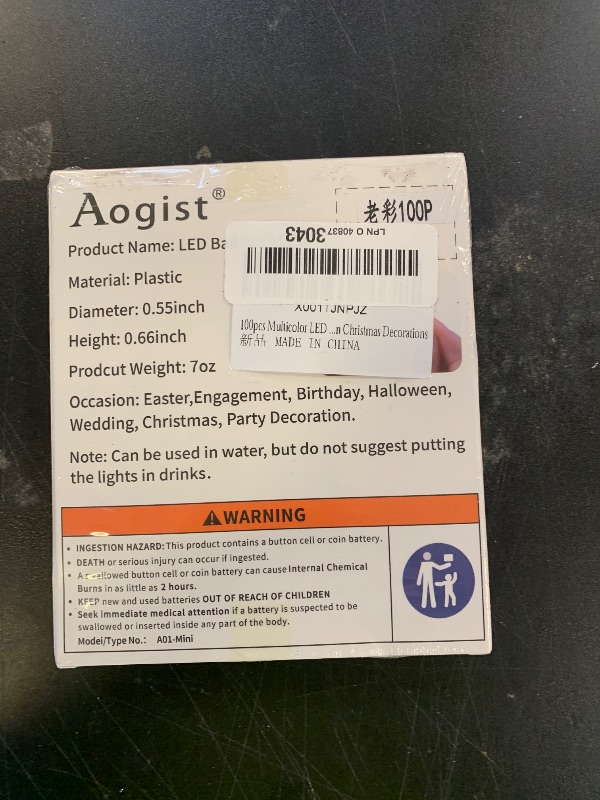 Aogist®
老彩100P
Product Name: LED Ba
LPN O 40837 3043
Material: Plastic
Diameter: 0.55inch
Height: 0.66inch
100pcs Multicolor LED ...n Christmas Decorations
新品 MADE IN CHINA
Prodcut Weight: 7oz
Occasion: Easter,Engagement, Birthday, Halloween,
Wedding, Christmas, Party Decoration.
Note: Can be used in water, but do not suggest putting
the lights in drinks.
WARNING
• INGESTION HAZARD: This product contains a button cell or coin battery.
• DEATH or serious injury can occur if ingested.
• A swallowed button cell or coin battery can cause Internal Chemical
Burns in as little as 2 hours.
• KEEP new and used batteries OUT OF REACH OF CHILDREN
• Seek immediate medical attention if a battery is suspected to be
swallowed or inserted inside any part of the body.
Model/Type No.: A01-Mini